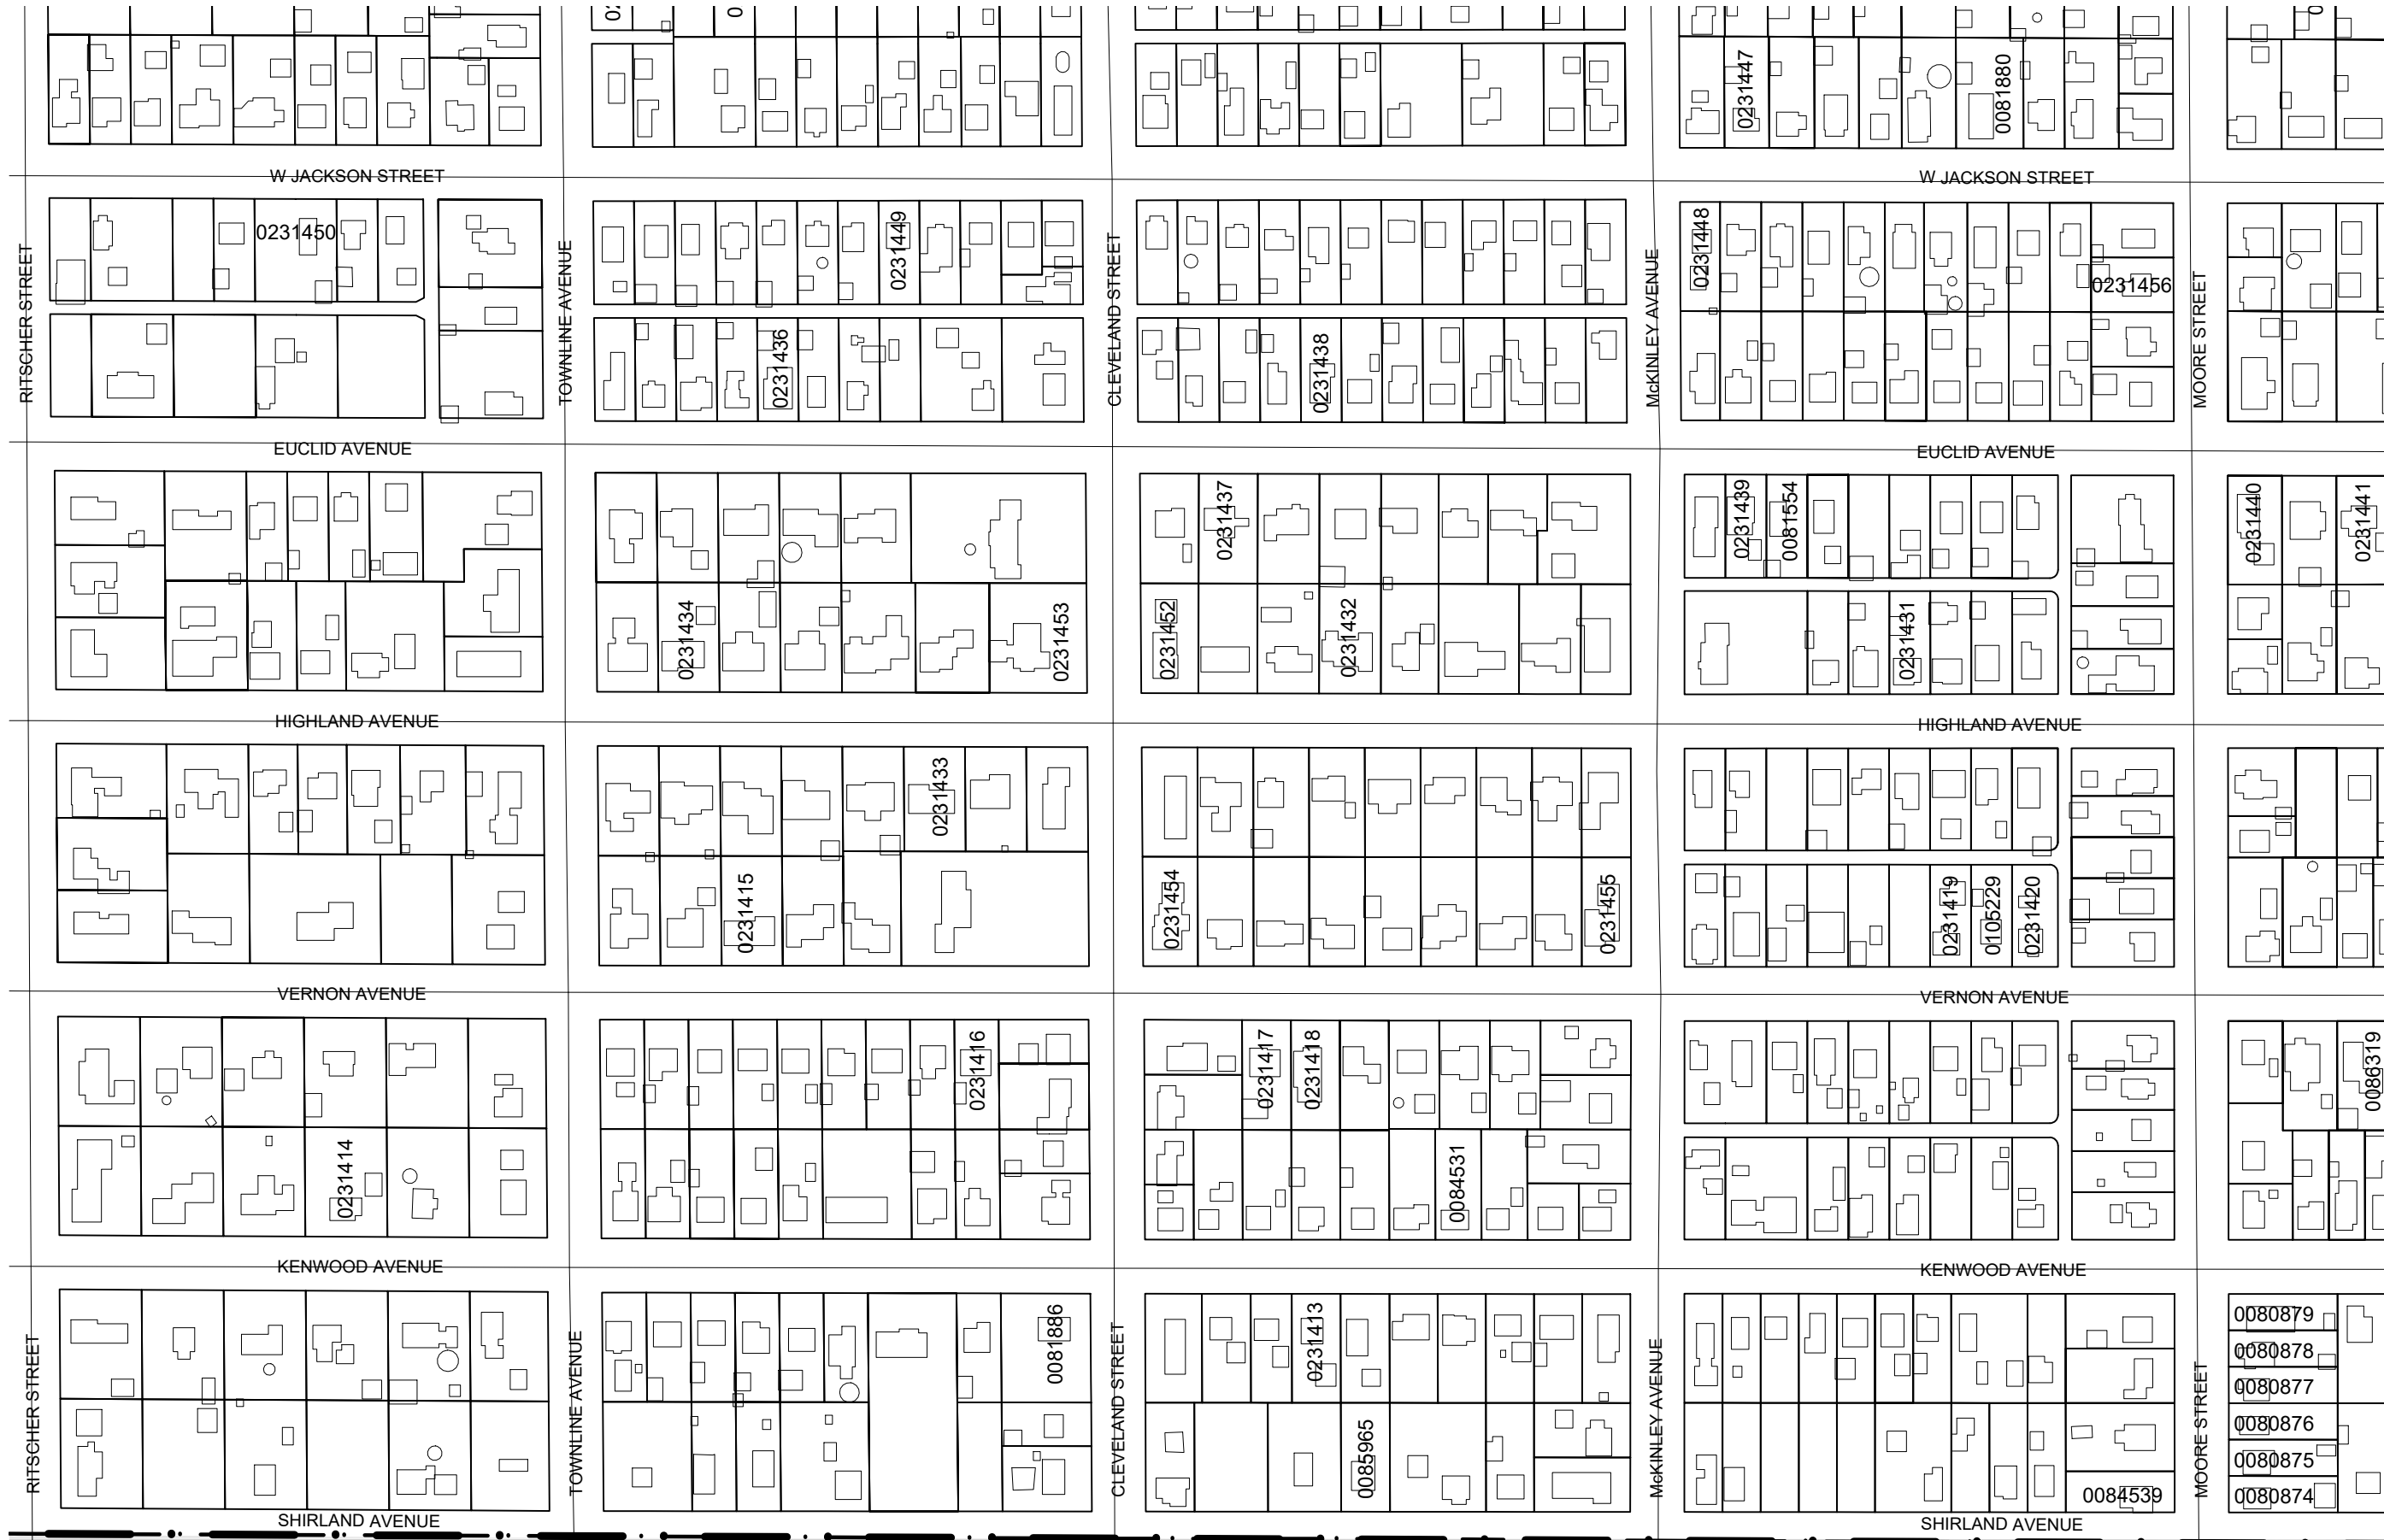 0231447
0081880
W JACKSON STREET
W JACKSON STREET
0231450
0231449
0231448
0231456
RITSCHER STREET
TOWNLINE AVENUE
CLEVELAND STREET
McKINLEY AVENUE
MOORE STREET
0231436
0231438
EUCLID AVENUE
EUCLID AVENUE
0231437
0231439
0081554
0231440
0231441
0231434
0231453
0231452
0231432
0231431
HIGHLAND AVENUE
HIGHLAND AVENUE
0231433
0231415
0231454
0231455
0231419
0105229
0231420
VERNON AVENUE
VERNON AVENUE
0231416
0231417
0231418
0086319
0231414
0084531
KENWOOD AVENUE
KENWOOD AVENUE
0081886
0231413
0080879
0080878
0080877
0080876
0080875
0080874
RITSCHER STREET
TOWNLINE AVENUE
CLEVELAND STREET
McKINLEY AVENUE
MOORE STREET
0085965
0084539
SHIRLAND AVENUE
SHIRLAND AVENUE